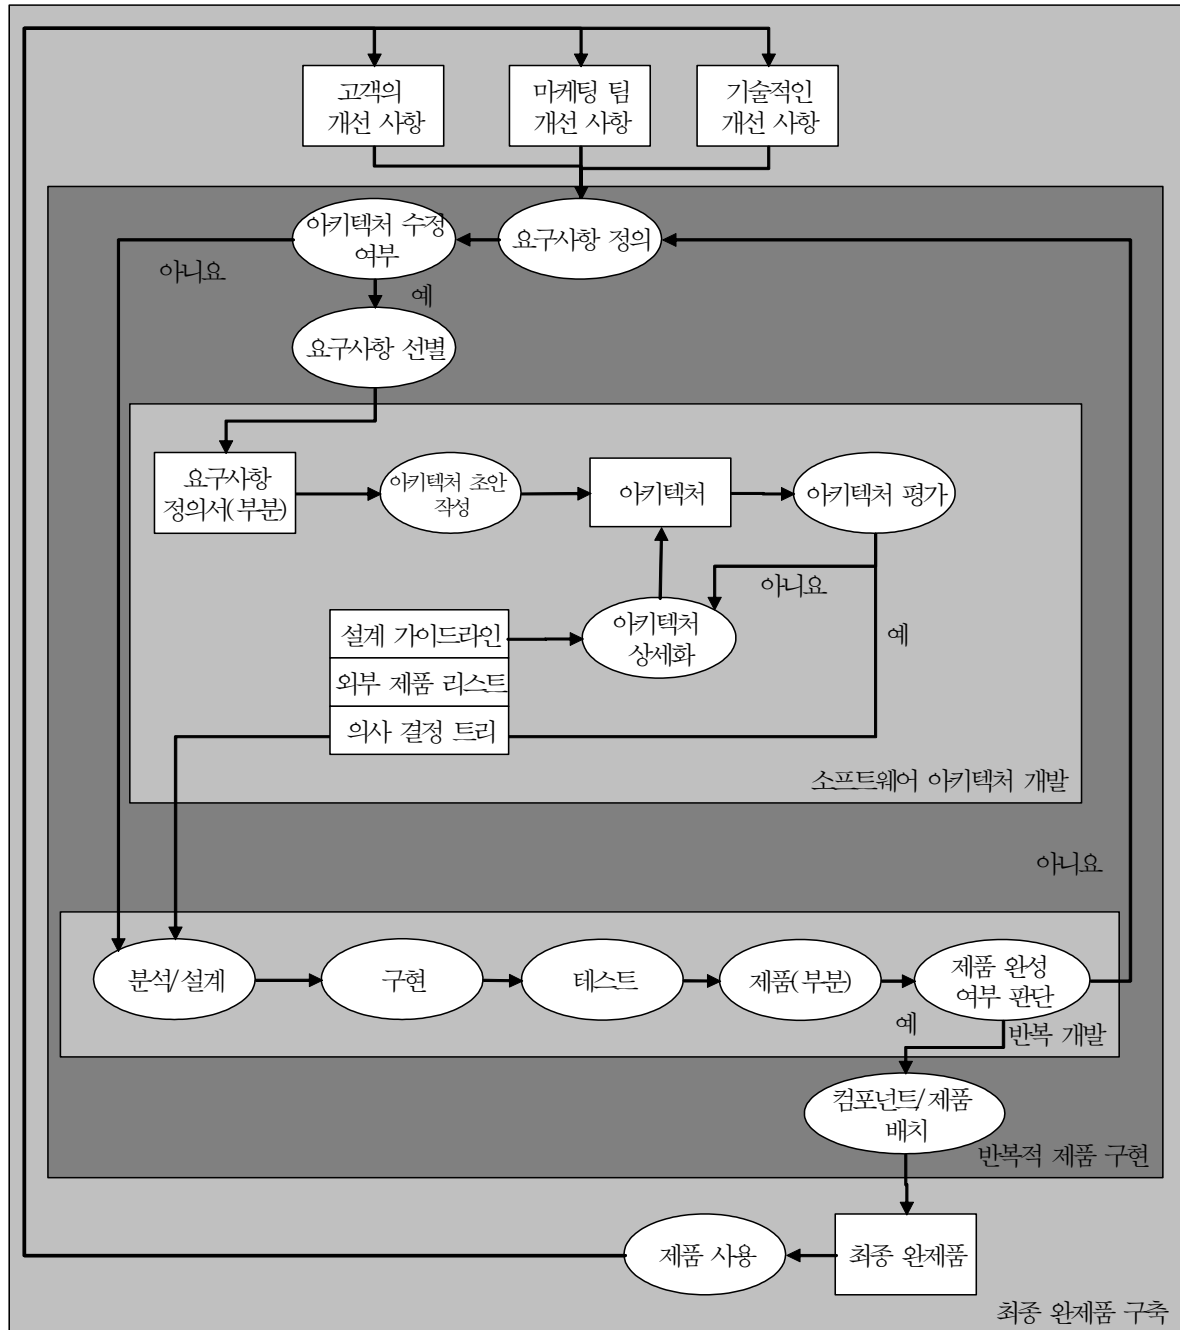 고객의
개선 사항
마케팅 팀
개선 사항
기술적인
개선 사항
아키텍처 수정
여부
요구사항 정의
아니요
예
요구사항 선별
요구사항
정의서(부분)
아키텍처 초안
작성
아키텍처
아키텍처 평가
아니요
예
설계 가이드라인
외부 제품 리스트
의사 결정 트리
아키텍처
상세화
소프트웨어 아키텍처 개발
아니요
분석/설계
구현
테스트
제품(부분)
제품 완성
여부 판단
예
반복 개발
컴포넌트/제품
배치
반복적 제품 구현
제품 사용
최종 완제품
최종 완제품 구축